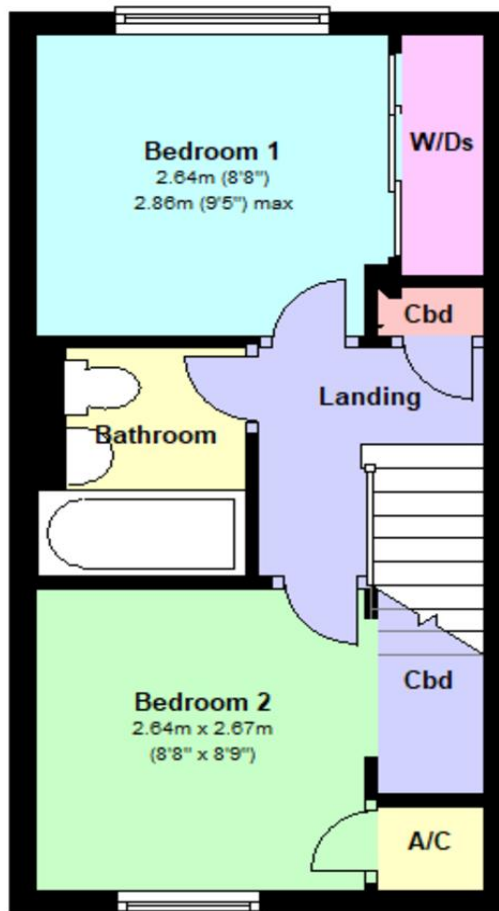 Bedroom 1
2.64m (8'8")
2.86m (9'5") max
W/Ds
Cbd
Landing
Bathroom
Bedroom 2
2.64m x 2.67m
(8'8" x 8'9")
Cbd
A/C